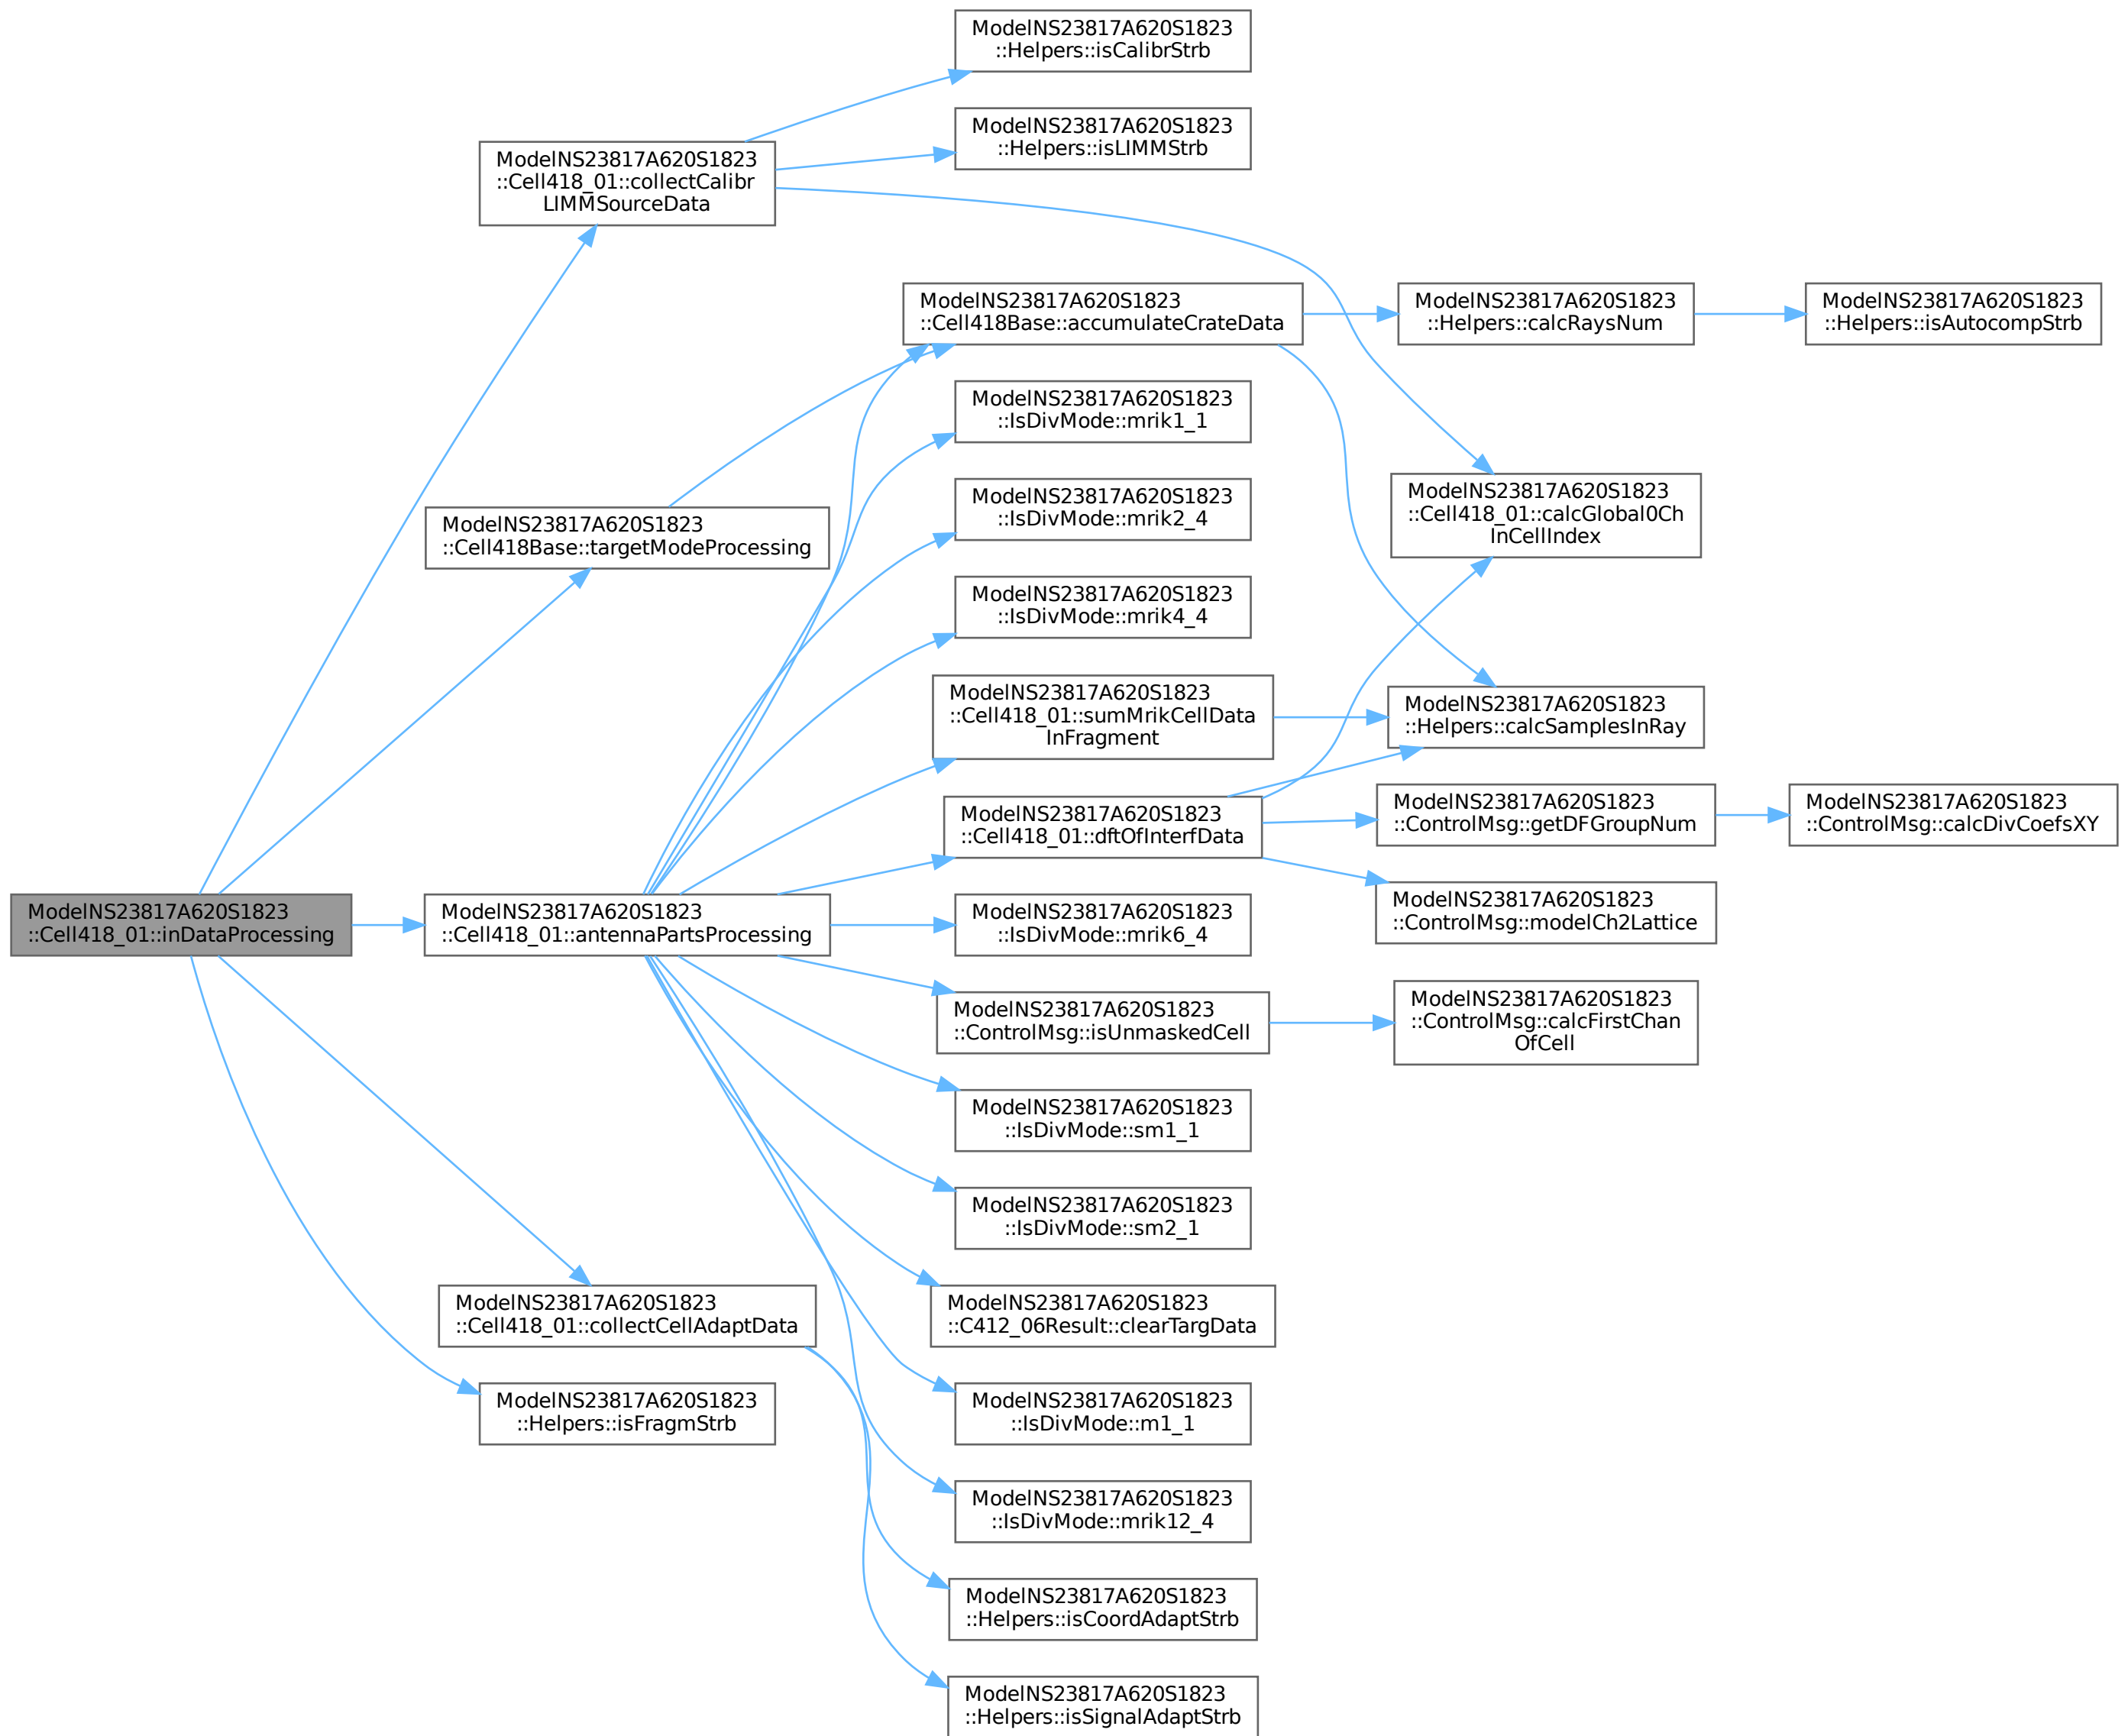 ModelNS23817A620S1823
::Helpers::isCalibrStrb
ModelNS23817A620S1823
::Helpers::isLIMMStrb
ModelNS23817A620S1823
::Cell418_01::collectCalibr
LIMMSourceData
ModelNS23817A620S1823
::Cell418Base::accumulateCrateData
ModelNS23817A620S1823
::Helpers::calcRaysNum
ModelNS23817A620S1823
::Helpers::isAutocompStrb
ModelNS23817A620S1823
::IsDivMode::mrik1_1
ModelNS23817A620S1823
::Cell418_01::calcGlobal0Ch
InCellIndex
ModelNS23817A620S1823
::IsDivMode::mrik2_4
ModelNS23817A620S1823
::Cell418Base::targetModeProcessing
ModelNS23817A620S1823
::IsDivMode::mrik4_4
ModelNS23817A620S1823
::Cell418_01::sumMrikCellData
InFragment
ModelNS23817A620S1823
::Helpers::calcSamplesInRay
ModelNS23817A620S1823
::Cell418_01::dftOfInterfData
ModelNS23817A620S1823
::ControlMsg::getDFGroupNum
ModelNS23817A620S1823
::ControlMsg::calcDivCoefsXY
ModelNS23817A620S1823
::ControlMsg::modelCh2Lattice
ModelNS23817A620S1823
::Cell418_01::inDataProcessing
ModelNS23817A620S1823
::Cell418_01::antennaPartsProcessing
ModelNS23817A620S1823
::IsDivMode::mrik6_4
ModelNS23817A620S1823
::ControlMsg::isUnmaskedCell
ModelNS23817A620S1823
::ControlMsg::calcFirstChan
OfCell
ModelNS23817A620S1823
::IsDivMode::sm1_1
ModelNS23817A620S1823
::IsDivMode::sm2_1
ModelNS23817A620S1823
::Cell418_01::collectCellAdaptData
ModelNS23817A620S1823
::C412_06Result::clearTargData
ModelNS23817A620S1823
::Helpers::isFragmStrb
ModelNS23817A620S1823
::IsDivMode::m1_1
ModelNS23817A620S1823
::IsDivMode::mrik12_4
ModelNS23817A620S1823
::Helpers::isCoordAdaptStrb
ModelNS23817A620S1823
::Helpers::isSignalAdaptStrb